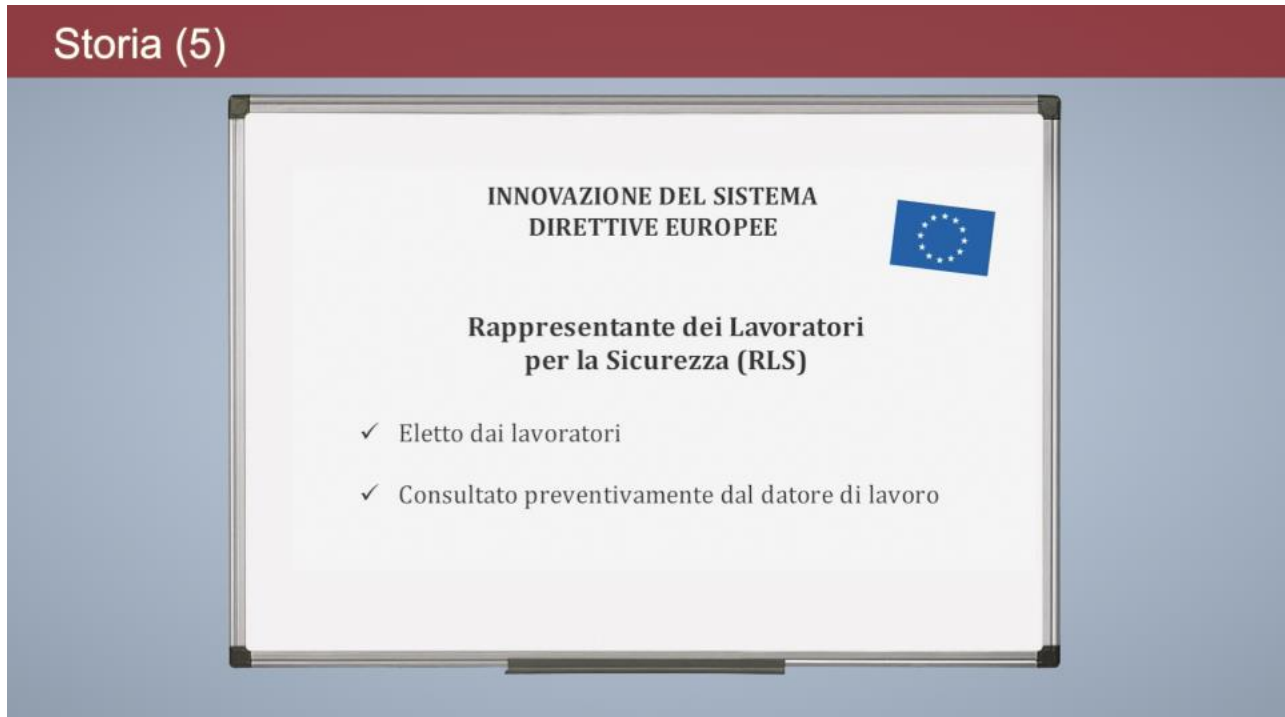 Storia (5)
INNOVAZIONE DEL SISTEMA
DIRETTIVE EUROPEE
Rappresentante dei Lavoratori
per la Sicurezza (RLS)
✓ Eletto dai lavoratori
✓ Consultato preventivamente dal datore di lavoro